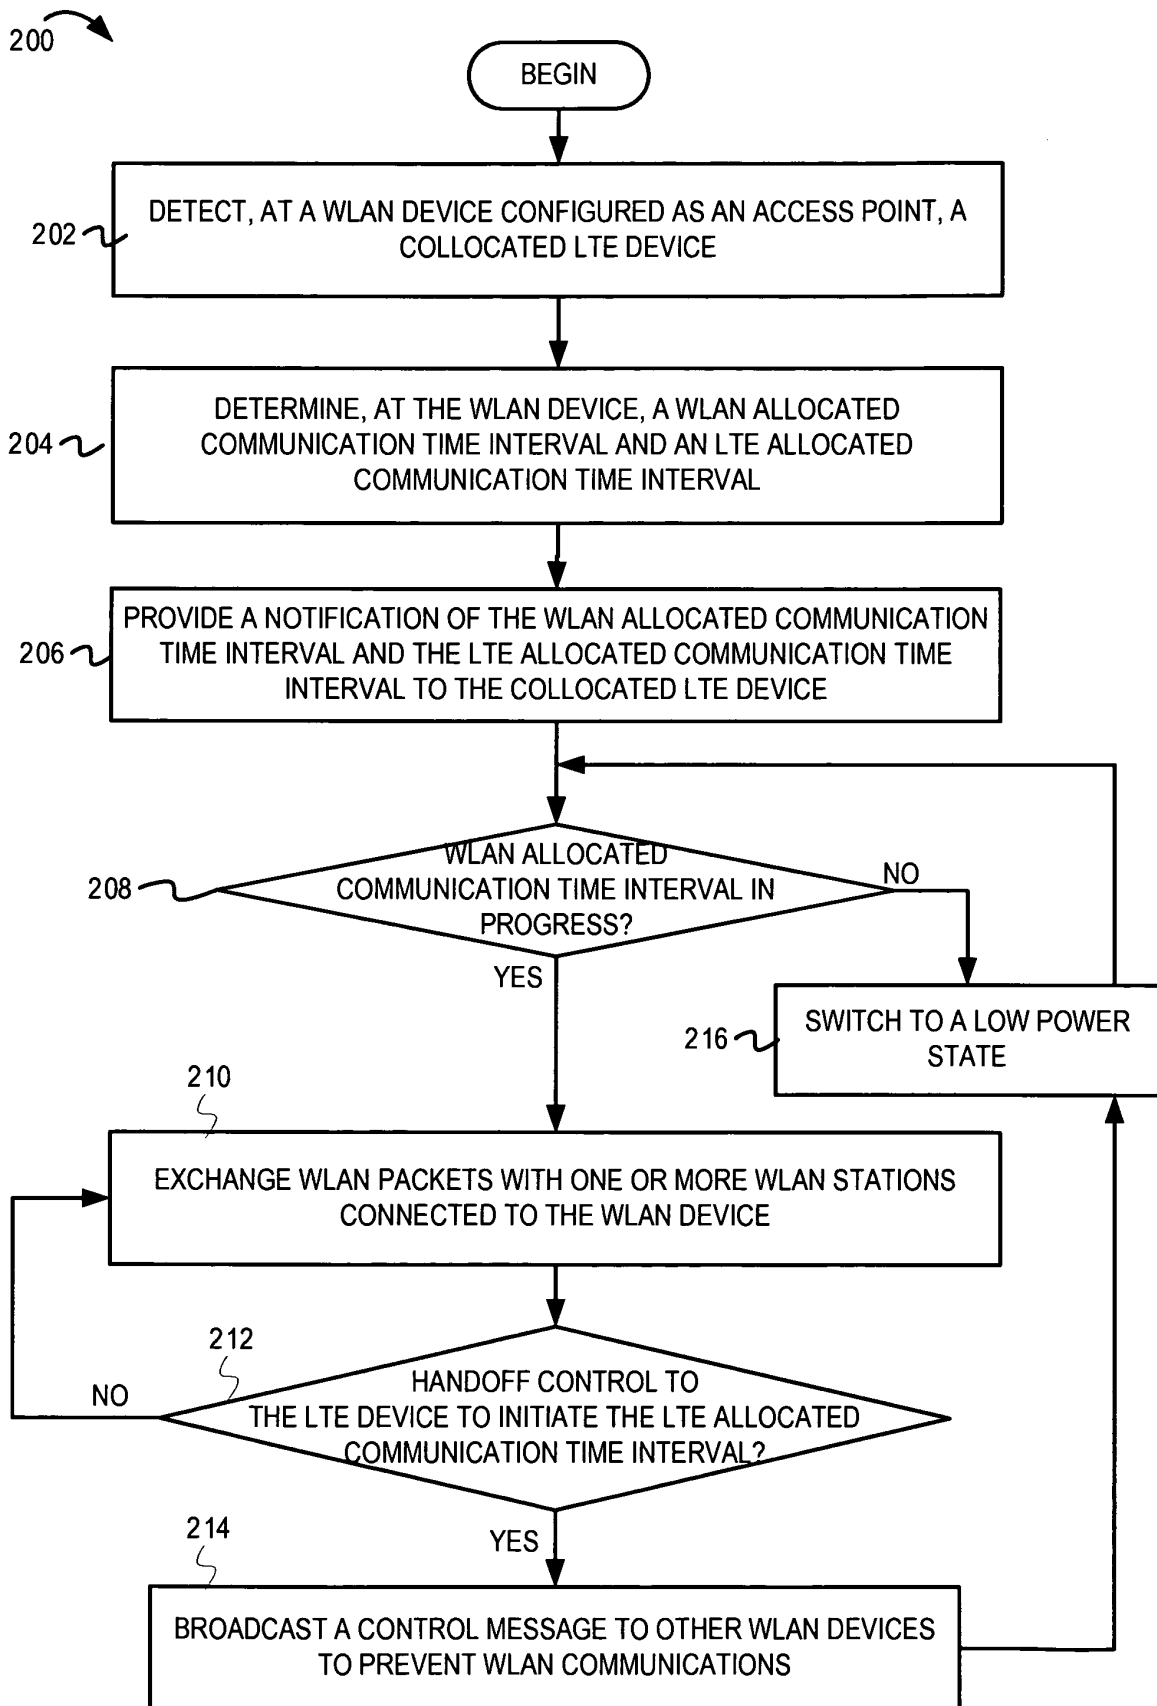 200
BEGIN
202
DETECT, AT A WLAN DEVICE CONFIGURED AS AN ACCESS POINT, A
COLLOCATED LTE DEVICE
204
DETERMINE, AT THE WLAN DEVICE, A WLAN ALLOCATED
COMMUNICATION TIME INTERVAL AND AN LTE ALLOCATED
COMMUNICATION TIME INTERVAL
206
PROVIDE A NOTIFICATION OF THE WLAN ALLOCATED COMMUNICATION
TIME INTERVAL AND THE LTE ALLOCATED COMMUNICATION TIME
INTERVAL TO THE COLLOCATED LTE DEVICE
208
WLAN ALLOCATED
COMMUNICATION TIME INTERVAL IN
PROGRESS?
NO
YES
216
SWITCH TO A LOW POWER
STATE
210
EXCHANGE WLAN PACKETS WITH ONE OR MORE WLAN STATIONS
CONNECTED TO THE WLAN DEVICE
212
HANDOFF CONTROL TO
THE LTE DEVICE TO INITIATE THE LTE ALLOCATED
COMMUNICATION TIME INTERVAL?
NO
YES
214
BROADCAST A CONTROL MESSAGE TO OTHER WLAN DEVICES
TO PREVENT WLAN COMMUNICATIONS